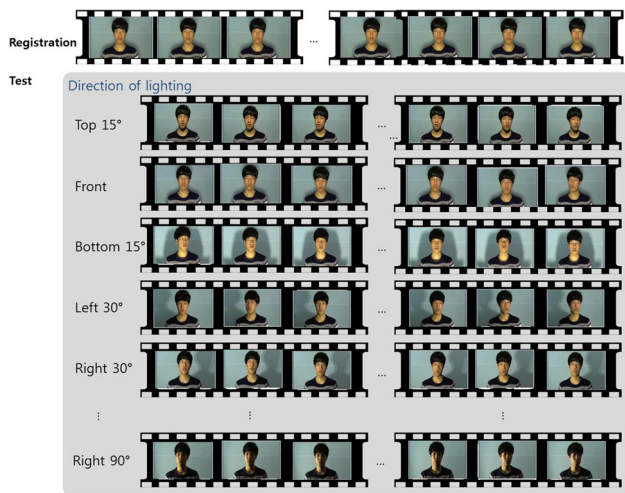 Registration
...
Test
Direction of lighting
Top 15°
...
...
Front
...
Bottom 15°
...
Left 30°
...
Right 30°
...
⋮ ⋮ ⋮
Right 90°
...